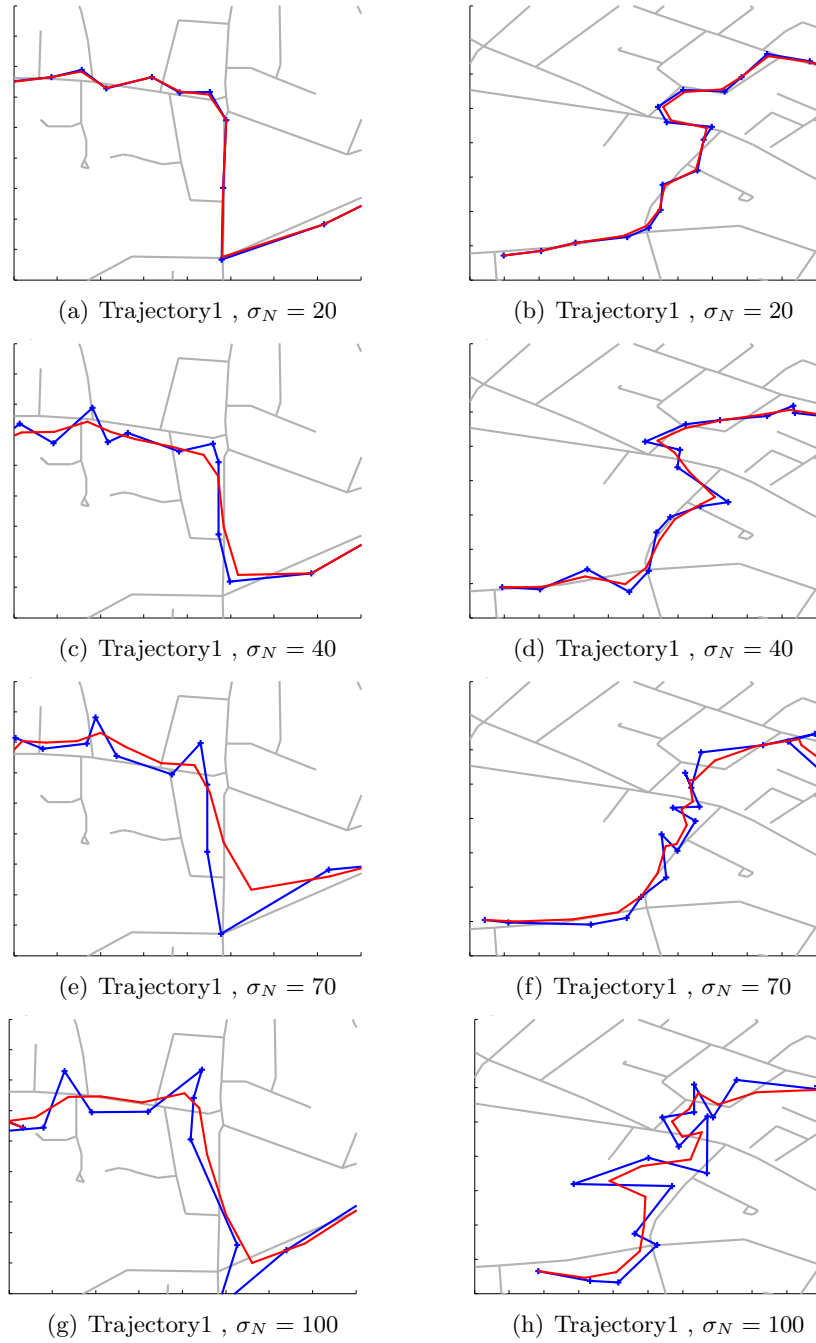 (a) Trajectory1 , σ_N = 20
(b) Trajectory1 , σ_N = 20
(c) Trajectory1 , σ_N = 40
(d) Trajectory1 , σ_N = 40
(e) Trajectory1 , σ_N = 70
(f) Trajectory1 , σ_N = 70
(g) Trajectory1 , σ_N = 100
(h) Trajectory1 , σ_N = 100